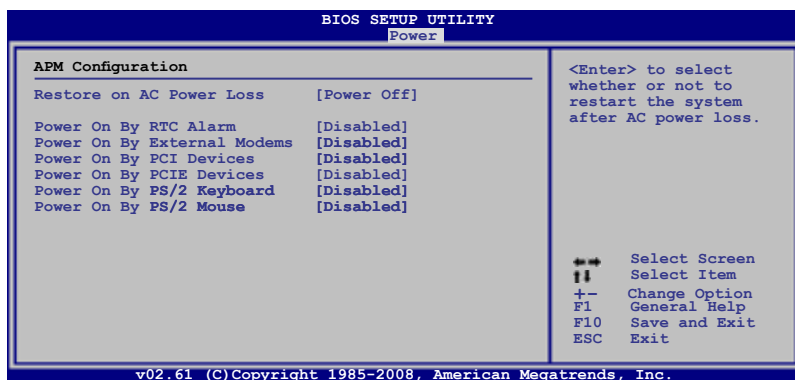 BIOS SETUP UTILITY
Power
APM Configuration
Restore on AC Power Loss [Power Off]
Power On By RTC Alarm [Disabled]
Power On By External Modems [Disabled]
Power On By PCI Devices [Disabled]
Power On By PCIE Devices [Disabled]
Power On By PS/2 Keyboard [Disabled]
Power On By PS/2 Mouse [Disabled]
<Enter> to select
whether or not to
restart the system
after AC power loss.
←→ Select Screen
↑↓ Select Item
+- Change Option
F1 General Help
F10 Save and Exit
ESC Exit
v02.61 (C)Copyright 1985-2008, American Megatrends, Inc.